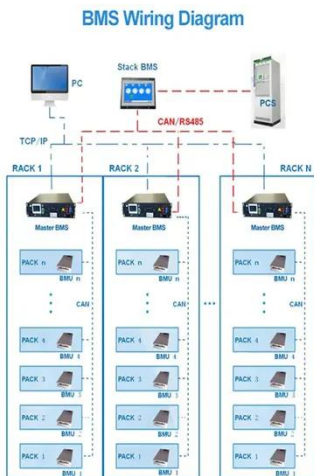 BMS Wiring Diagram
Stack BMS
PC
PCS
CAN/RS485
TCP/IP
RACK 1
RACK 2
RACK N
Master BMS
Master BMS
Master BMS
PACK n
BMU n
PACK n
BMU n
PACK n
BMU n
CAN
CAN
CAN
PACK 4
BMU 4
PACK 4
BMU 4
PACK 4
BMU 4
PACK 3
BMU 3
PACK 3
BMU 3
PACK 3
BMU 3
PACK 2
BMU 2
PACK 2
BMU 2
PACK 2
BMU 2
PACK 1
BMU 1
PACK 1
BMU 1
PACK 1
BMU 1